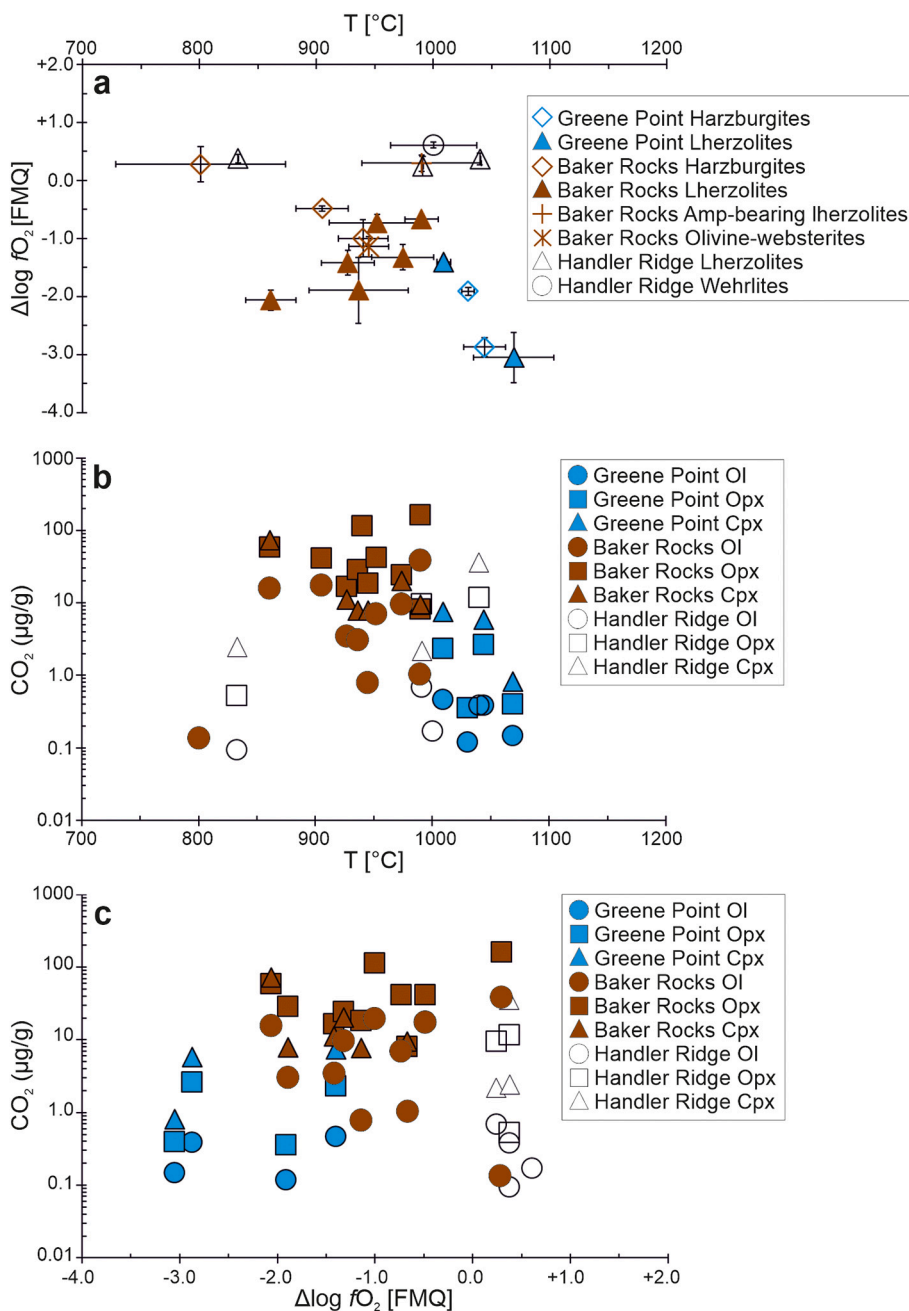 T [°C]
700 800 900 1000 1100 1200
a
+2.0
+1.0
0.0
-1.0
-2.0
-3.0
-4.0
Δlog fO₂ [FMQ]
Greene Point Harzburgites
Greene Point Lherzolites
Baker Rocks Harzburgites
Baker Rocks Lherzolites
Baker Rocks Amp-bearing lherzolites
Baker Rocks Olivine-websterites
Handler Ridge Lherzolites
Handler Ridge Wehrlites
b
1000
100
10
1.0
0.1
0.01
CO₂ (µg/g)
Greene Point Ol
Greene Point Opx
Greene Point Cpx
Baker Rocks Ol
Baker Rocks Opx
Baker Rocks Cpx
Handler Ridge Ol
Handler Ridge Opx
Handler Ridge Cpx
700 800 900 1000 1100 1200
T [°C]
c
1000
100
10
1.0
0.1
0.01
CO₂ (µg/g)
Greene Point Ol
Greene Point Opx
Greene Point Cpx
Baker Rocks Ol
Baker Rocks Opx
Baker Rocks Cpx
Handler Ridge Ol
Handler Ridge Opx
Handler Ridge Cpx
-4.0 -3.0 -2.0 -1.0 0.0 +1.0 +2.0
Δlog fO₂ [FMQ]